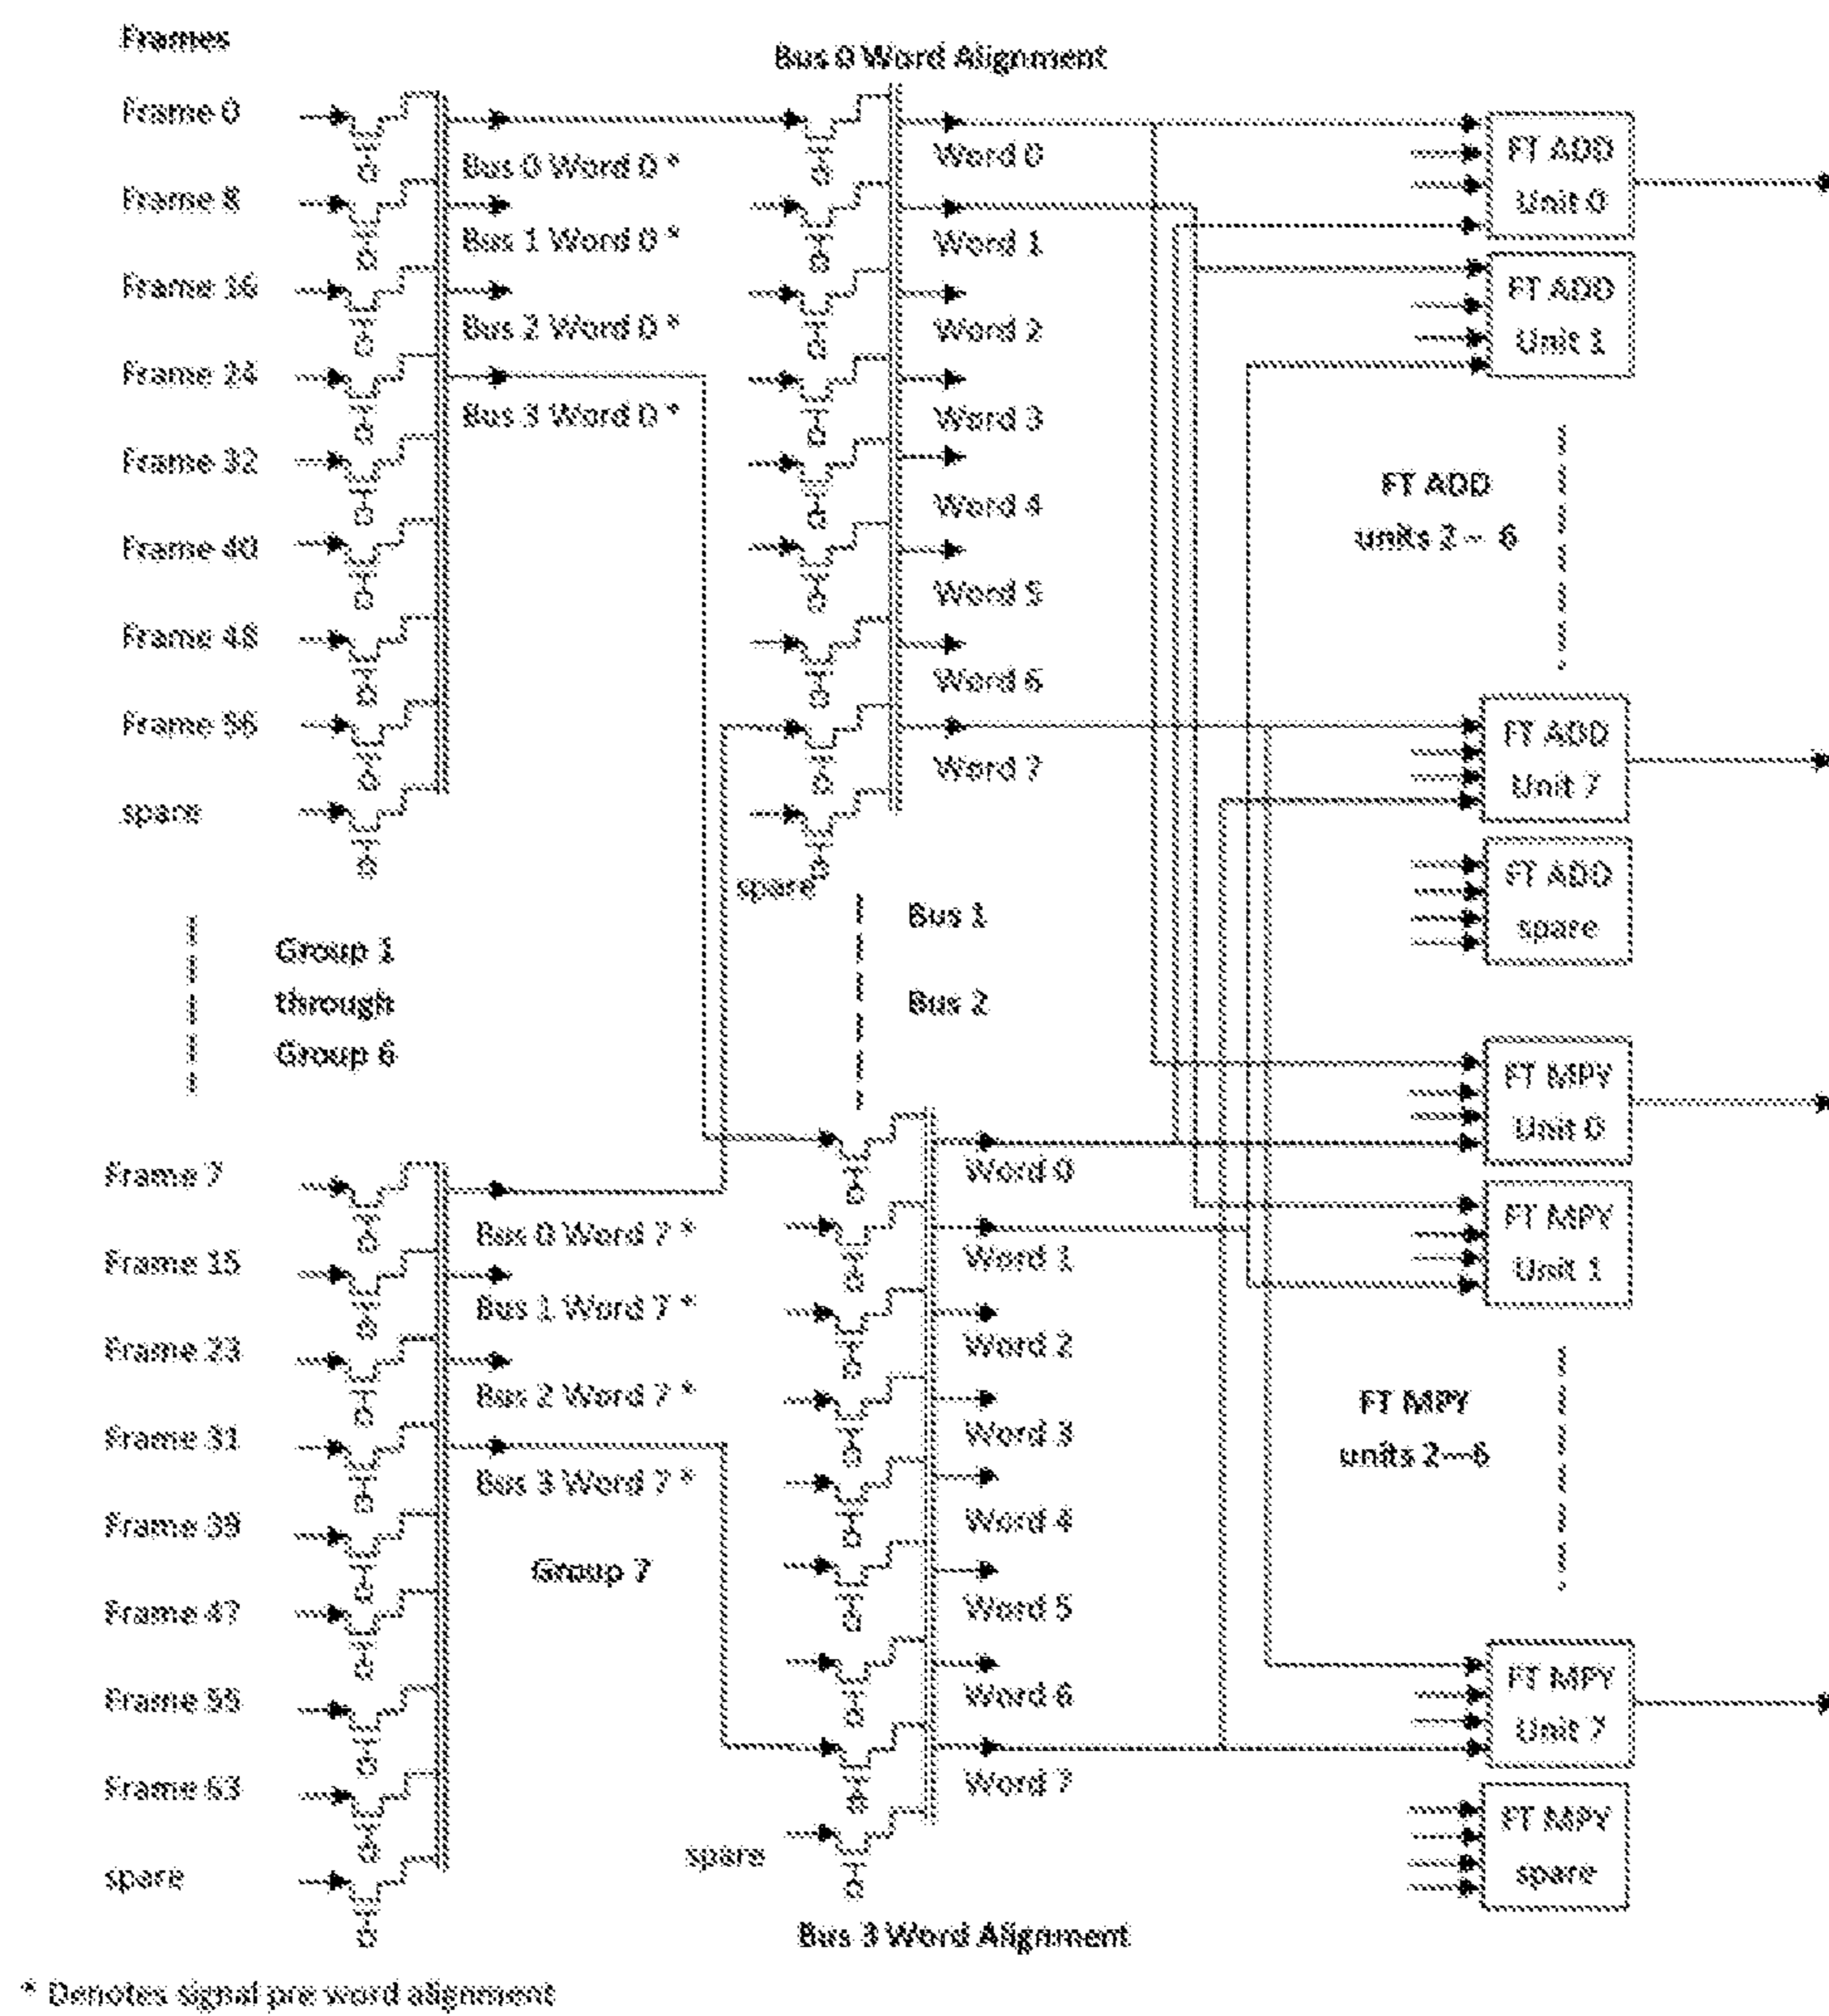 Frames
Bus 0 Word Alignment
Frame 0
Frame 8
Frame 16
Frame 24
Frame 32
Frame 40
Frame 48
Frame 56
spare
Bus 0 Word 0 *
Bus 1 Word 0 *
Bus 2 Word 0 *
Bus 3 Word 0 *
Word 0
Word 1
Word 2
Word 3
Word 4
Word 5
Word 6
Word 7
spare
FT ADD
Unit 0
FT ADD
Unit 1
FT ADD
units 2 - 6
FT ADD
Unit 7
FT ADD
spare
Group 1
through
Group 6
Bus 1
Bus 2
Frame 7
Frame 15
Frame 23
Frame 31
Frame 39
Frame 47
Frame 55
Frame 63
spare
Bus 0 Word 7 *
Bus 1 Word 7 *
Bus 2 Word 7 *
Bus 3 Word 7 *
Group 7
Word 0
Word 1
Word 2
Word 3
Word 4
Word 5
Word 6
Word 7
spare
Bus 3 Word Alignment
FT MPY
Unit 0
FT MPY
Unit 1
FT MPY
units 2—6
FT MPY
Unit 7
FT MPY
spare
* Denotes signal pre word alignment